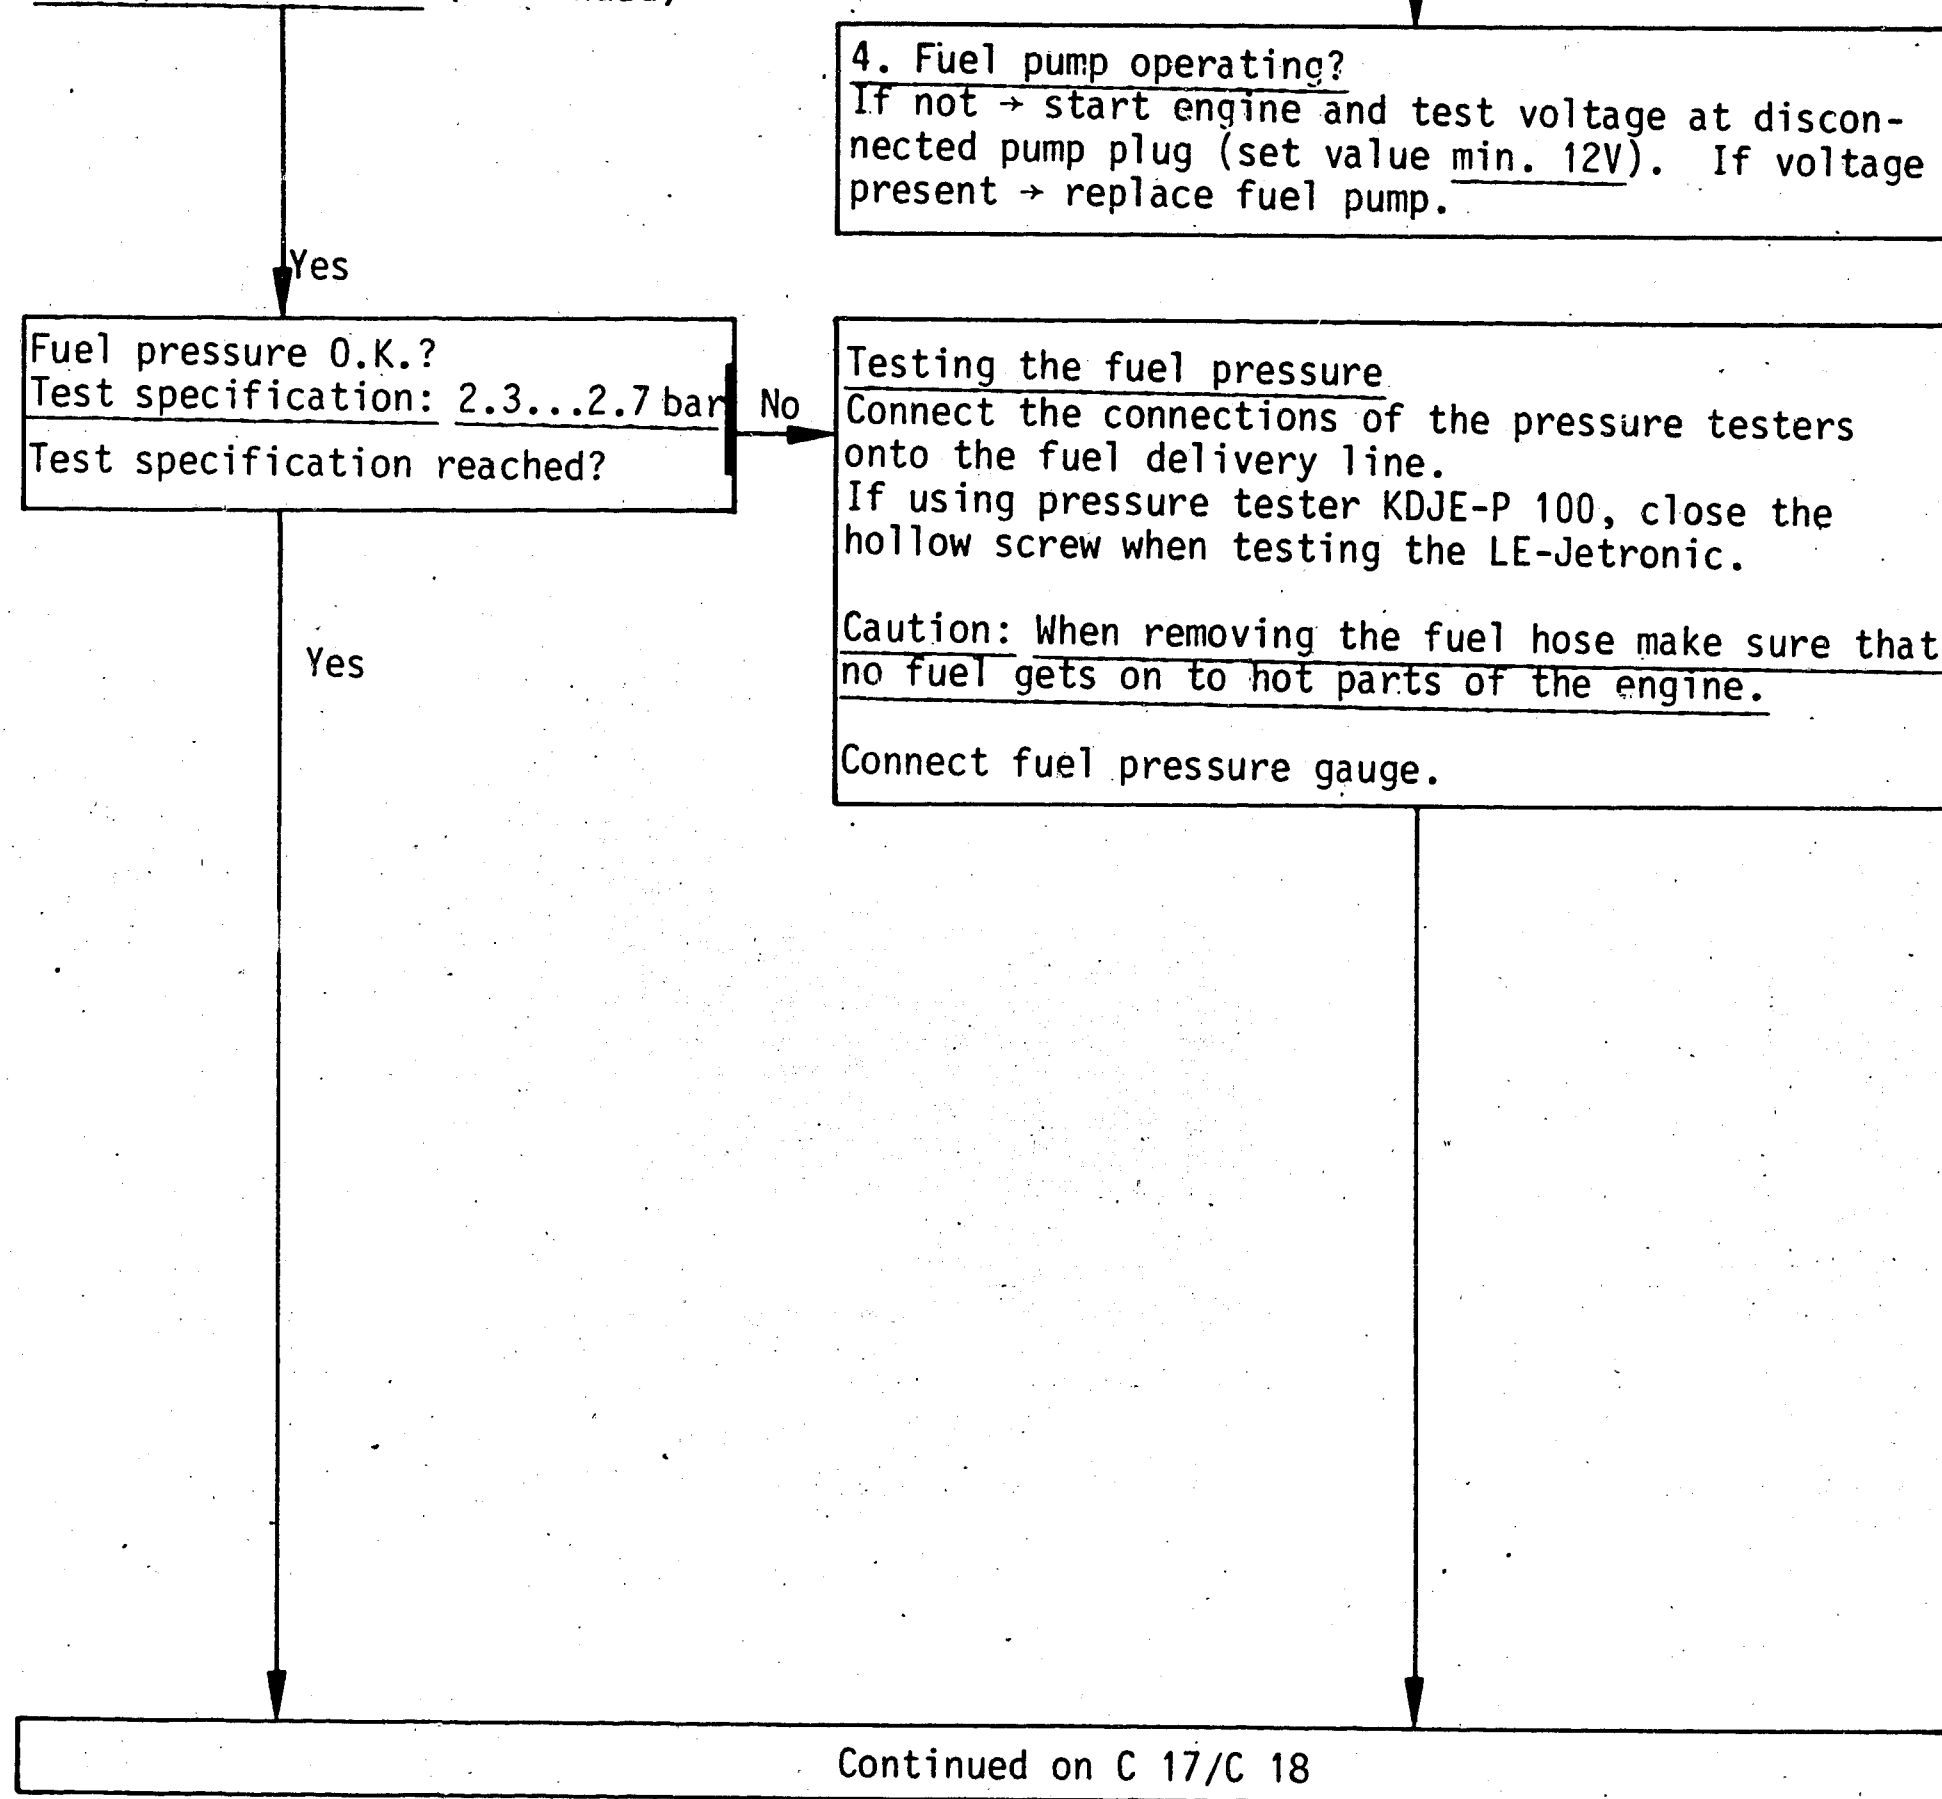 4. Fuel pump operating?
If not → start engine and test voltage at discon-
nected pump plug (set value min. 12V). If voltage
present → replace fuel pump.
Yes
Fuel pressure O.K.?
Test specification: 2.3...2.7 bar
Test specification reached?
No
Testing the fuel pressure
Connect the connections of the pressure testers
onto the fuel delivery line.
If using pressure tester KDJE-P 100, close the
hollow screw when testing the LE-Jetronic.
Caution: When removing the fuel hose make sure that
no fuel gets on to hot parts of the engine.
Connect fuel pressure gauge.
Yes
Continued on C 17/C 18